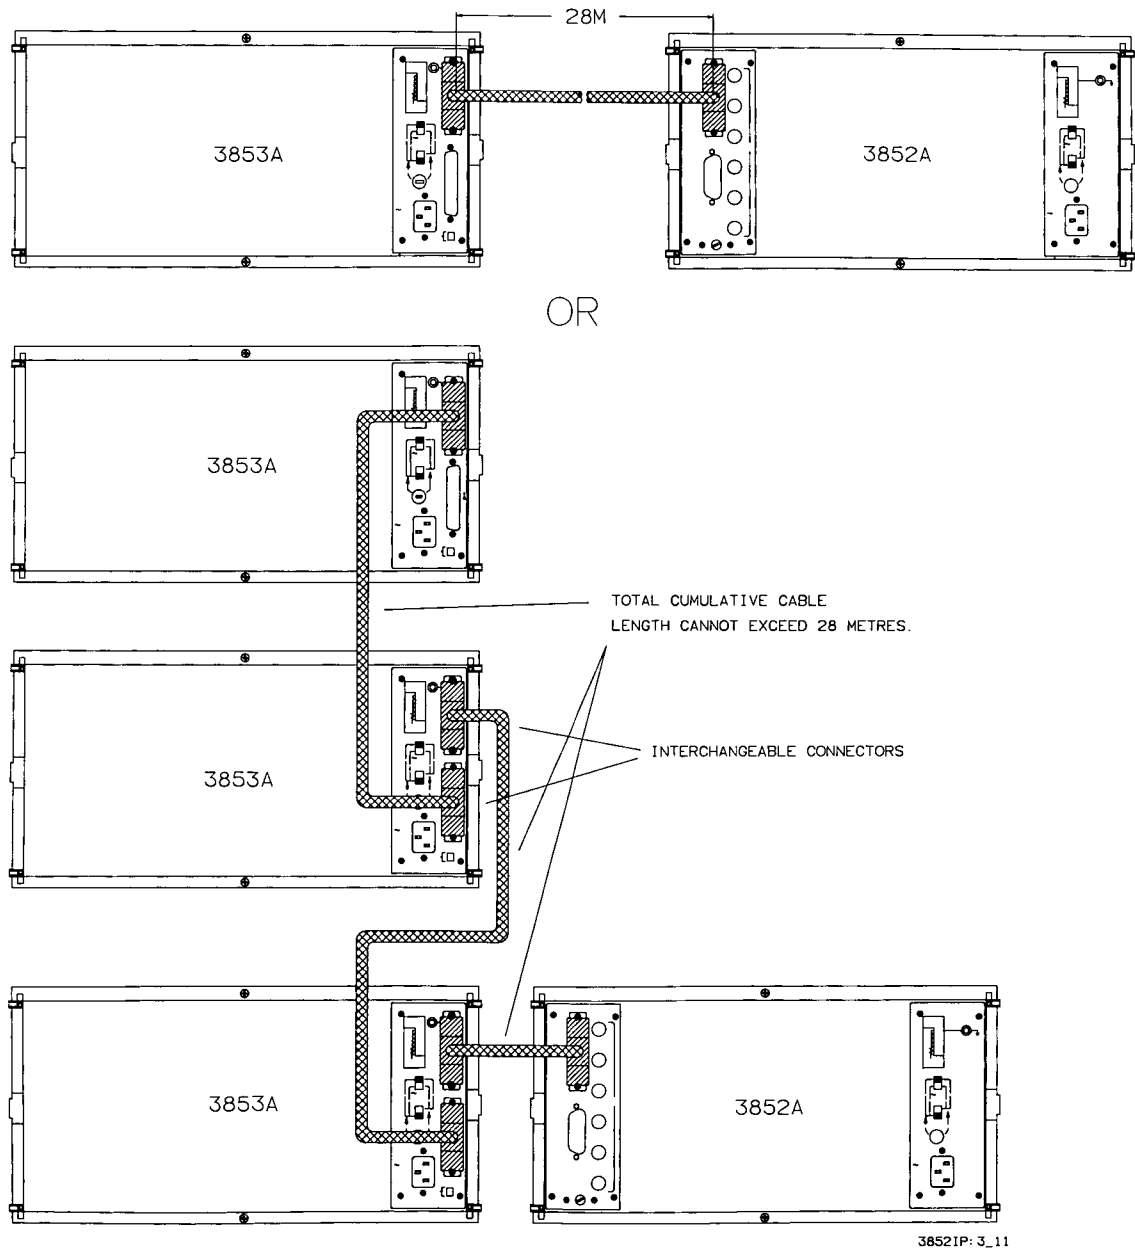 28M
3853A
3852A
OR
3853A
TOTAL CUMULATIVE CABLE
LENGTH CANNOT EXCEED 28 METRES.
INTERCHANGEABLE CONNECTORS
3853A
3853A
3852A
3852IP: 3_11